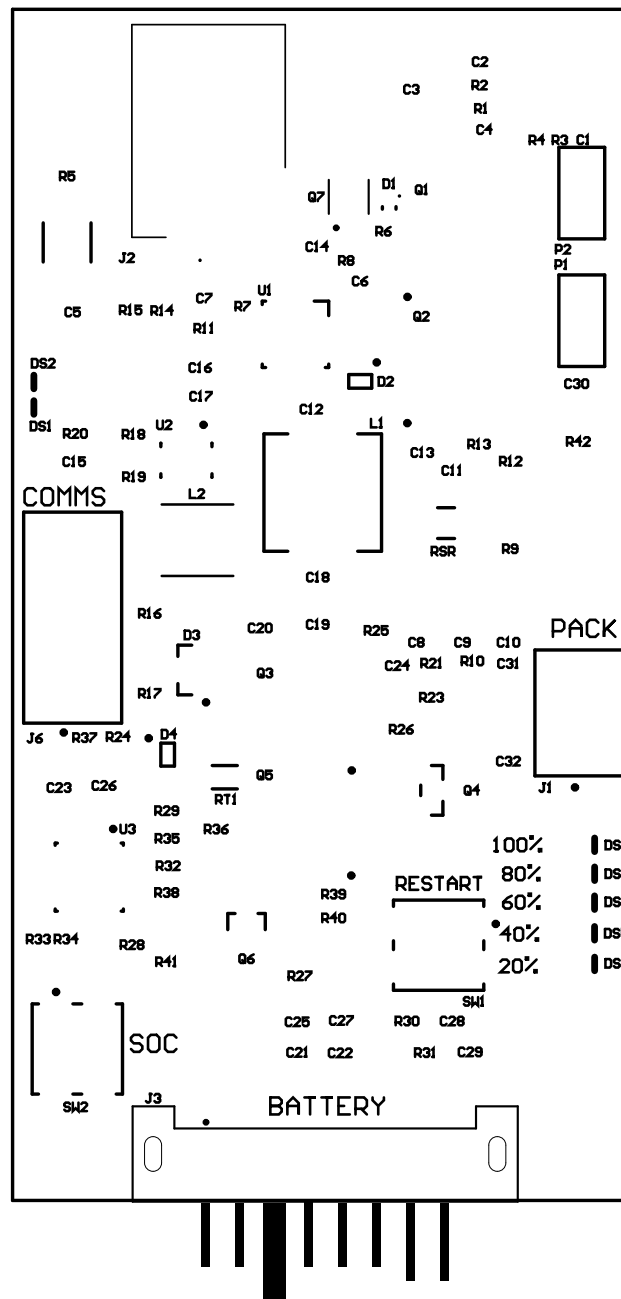 C2
C3 R2
R1
C4
R4 R3 C1
R5
D1
Q7 Q1
R6
C14
P2
J2 R8 P1
C6
U1
C7
R7
C5 R15 R14
Q2
R11
DS2
C16
D2 C30
C17
C12
DS1 U2 L1
R20 R18
R13 R42
C13
C15 R12
C11
R19
COMMS L2
RSR R9
C18
R16
C20 C19 R25 PACK
D3
C8 C9 C10
C24 R21 R10 C31
Q3
R17 R23
R26
J6 R37 R24 D4
C32
Q5
C23 C26 Q4 J1
RT1
R29
U3 R36
R35 100% DS
R32 80% DS
RESTART
R38 R39 60% DS
R40
R33 R34 R28 40% DS
Q6
R41 20% DS
R27
SW1
C25 C27 R30 C28
SOC
C21 C22 R31 C29
J3
SW2 BATTERY